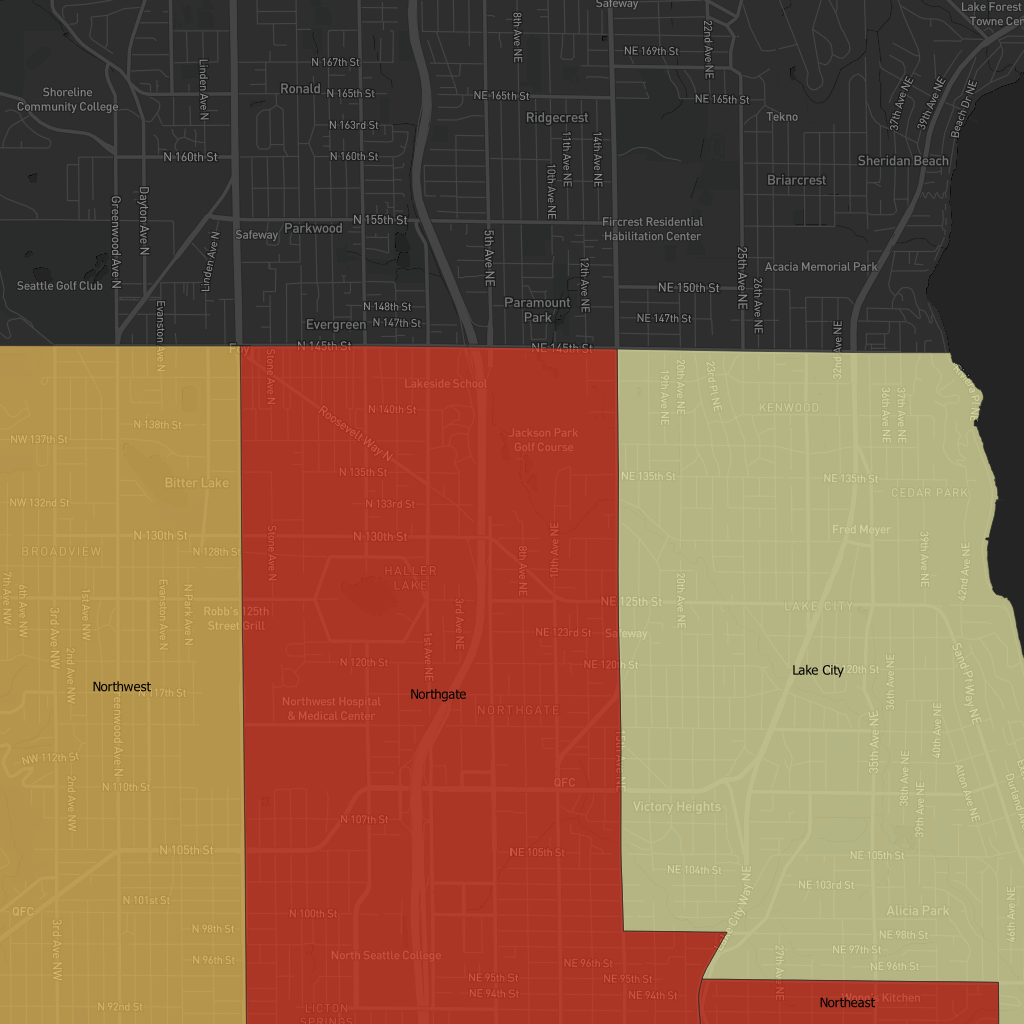 Safeway
8th Ave NE
22nd Ave NE
Lake Forest
NE 169th St
N 167th St
Linden Ave N
Ronald
N 165th St
Shoreline
Community College
NE 165th St
NE 165th St
37th Ave NE
39th Ave NE
Beach Dr NE
Ridgecrest
Tekno
N 163rd St
11th Ave NE
14th Ave NE
N 160th St
N 160th St
Sheridan Beach
10th Ave NE
Briarcrest
Greenwood Ave N
Dayton Ave N
N 155th St
Safeway
Parkwood
Linden Ave N
5th Ave NE
Fircrest Residential
Habilitation Center
12th Ave NE
25th Ave NE
26th Ave NE
Acacia Memorial Park
Seattle Golf Club
NE 150th St
Paramount
Park
N 148th St
Evanston Ave N
Evergreen
N 147th St
NE 147th St
32nd Ave NE
N 145th St
NE 145th St
Stone Ave N
Lakeside School
19th Ave NE
20th Ave NE
23rd Pl NE
36th Ave NE
37th Ave NE
KENWOOD
N 140th St
Roosevelt Way N
N 138th St
NW 137th St
Jackson Park
Golf Course
N 135th St
NE 135th St
NE 135th St
Bitter Lake
CEDAR PARK
NW 132nd St
N 133rd St
Fred Meyer
N 130th St
N 130th St
Stone Ave N
8th Ave NE
10th Ave NE
39th Ave NE
42nd Ave NE
BROADVIEW
N 128th St
HALLER
LAKE
7th Ave NW
6th Ave NW
3rd Ave NW
1st Ave NW
Evanston Ave N
N Park Ave N
20th Ave NE
NE 125th St
LAKE CITY
Robb's 125th
Street Grill
3rd Ave NE
1st Ave NE
NE 123rd St
Safeway
N 120th St
NE 120th St
Lake City
20th St
36th Ave NE
Sand Pt Way NE
2nd Ave NW
Northwest
17th St
Northgate
Northwest Hospital
& Medical Center
NORTHGATE
Greenwood Ave N
15th Ave NE
35th Ave NE
40th Ave NE
NW 112th St
2nd Ave NW
N 110th St
QFC
38th Ave NE
39th Ave NE
Alton Ave NE
Victory Heights
N 107th St
N 105th St
NE 105th St
NE 105th St
NE 104th St
NE 103rd St
N 101st St
QFC
N 100th St
Alicia Park
City Way NE
46th Ave NE
3rd Ave NW
N 98th St
NE 98th St
27th Ave NE
NE 97th St
North Seattle College
N 96th St
NE 96th St
NE 96th St
NE 95th St
NE 95th St
NE 94th St
NE 94th St
N 92nd St
Northeast
Kitchen
LICTON
SPRINGS